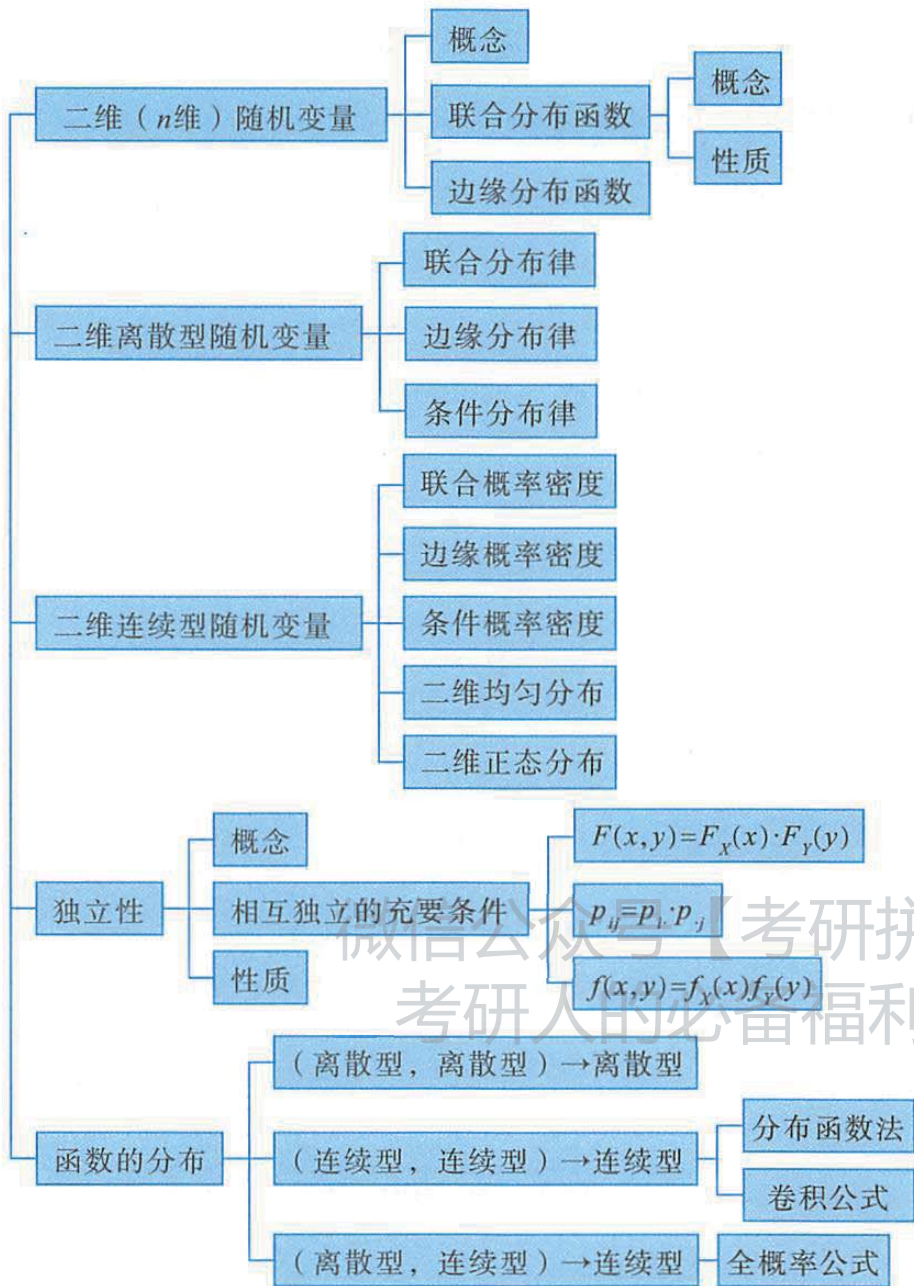 二维（n维）随机变量
概念
联合分布函数
概念
性质
边缘分布函数
二维离散型随机变量
联合分布律
边缘分布律
条件分布律
二维连续型随机变量
联合概率密度
边缘概率密度
条件概率密度
二维均匀分布
二维正态分布
独立性
概念
相互独立的充要条件
F(x,y)=F_X(x)·F_Y(y)
p_{ij}=p_{i·}p_{·j}
f(x,y)=f_X(x)f_Y(y)
性质
微信公众号【考研拼
考研人的必备福利
函数的分布
（离散型，离散型）→离散型
（连续型，连续型）→连续型
分布函数法
卷积公式
（离散型，连续型）→连续型
全概率公式